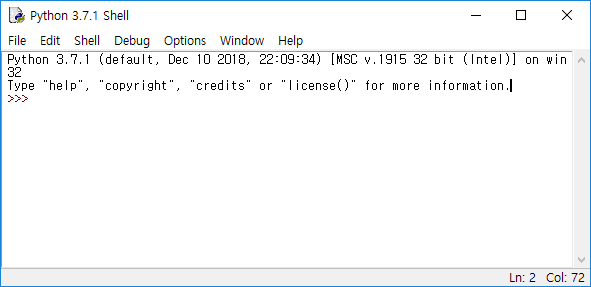 Python 3.7.1 Shell
File Edit Shell Debug Options Window Help
Python 3.7.1 (default, Dec 10 2018, 22:09:34) [MSC v.1915 32 bit (Intel)] on win
32
Type "help", "copyright", "credits" or "license()" for more information.
>>>
Ln: 2 Col: 72